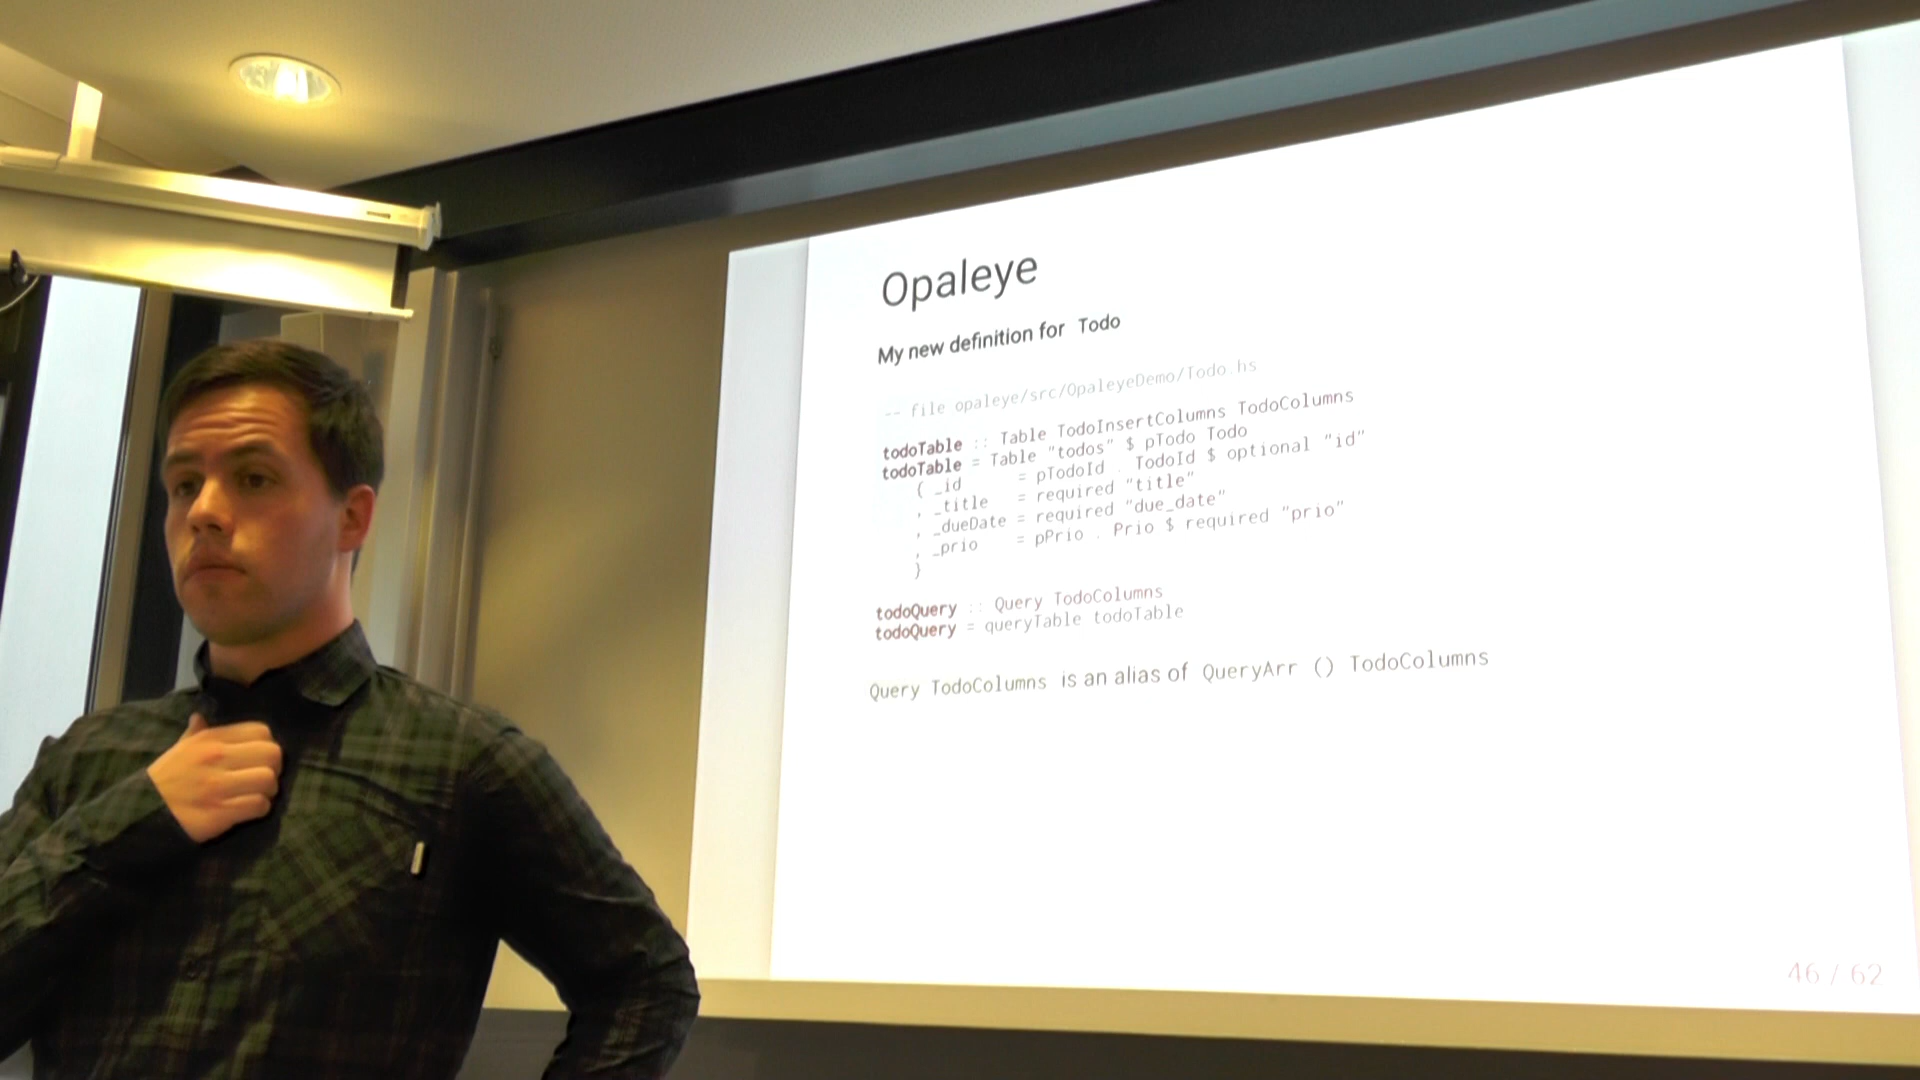 Opaleye
My new definition for Todo
-- file opaleye/src/OpaleyeDemo/Todo.hs
todoTable :: Table TodoInsertColumns TodoColumns
todoTable = Table "todos" $ pTodo Todo
{ _id = pTodoId . TodoId $ optional "id"
, _title = required "title"
, _dueDate = required "due_date"
, _prio = pPrio . Prio $ required "prio"
}
todoQuery :: Query TodoColumns
todoQuery = queryTable todoTable
Query TodoColumns is an alias of QueryArr () TodoColumns
46 / 62